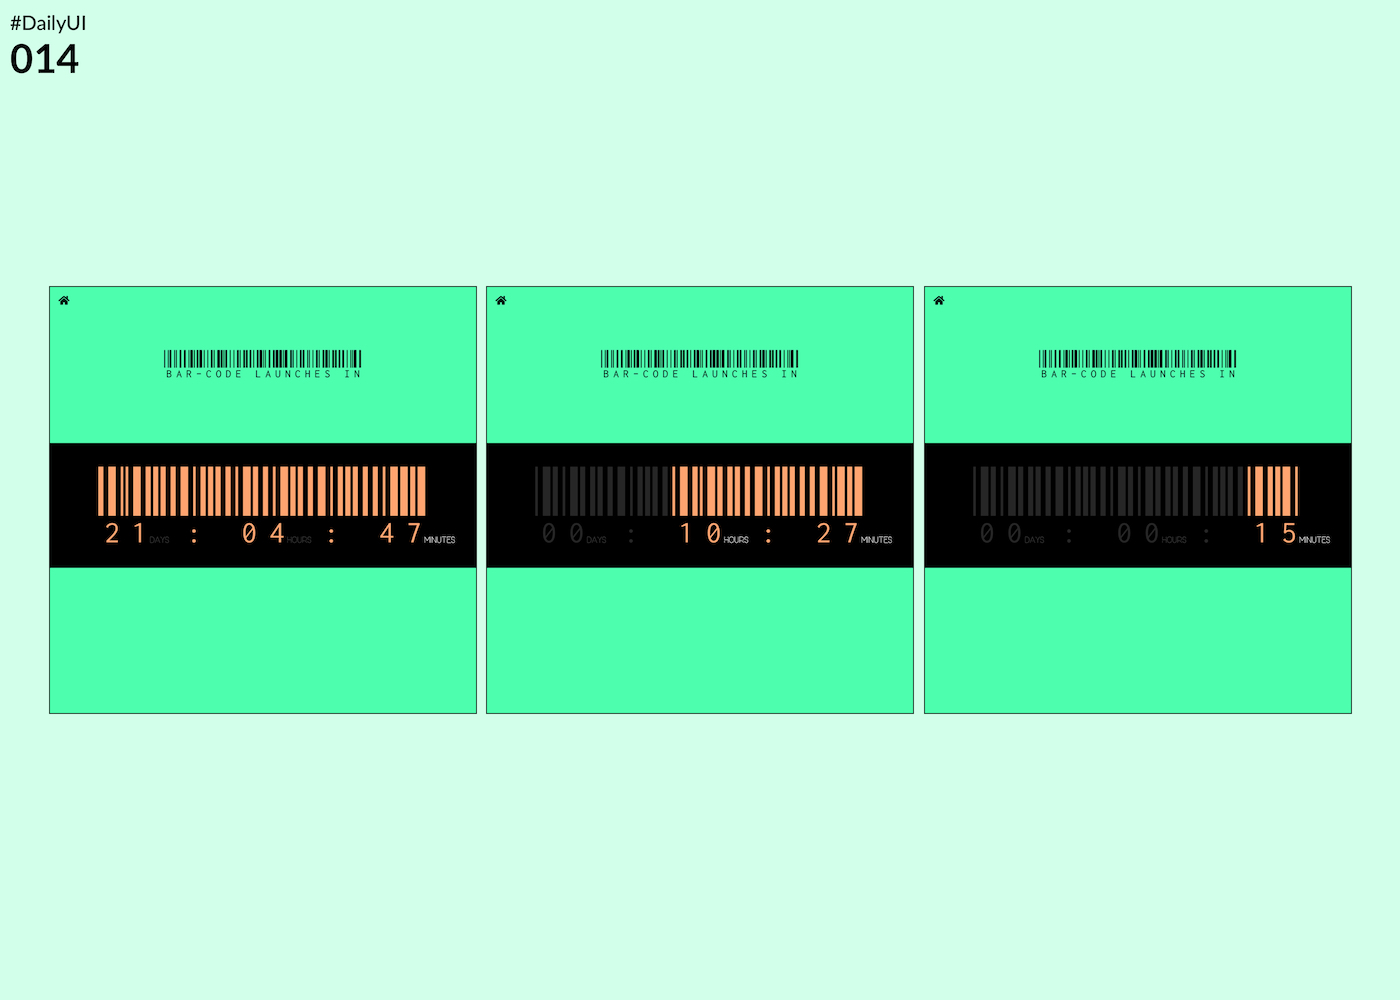 #DailyUI
014
BAR-CODE LAUNCHES IN
21 DAYS : 04 HOURS : 47 MINUTES
BAR-CODE LAUNCHES IN
00 DAYS : 10 HOURS : 27 MINUTES
BAR-CODE LAUNCHES IN
00 DAYS : 00 HOURS : 15 MINUTES